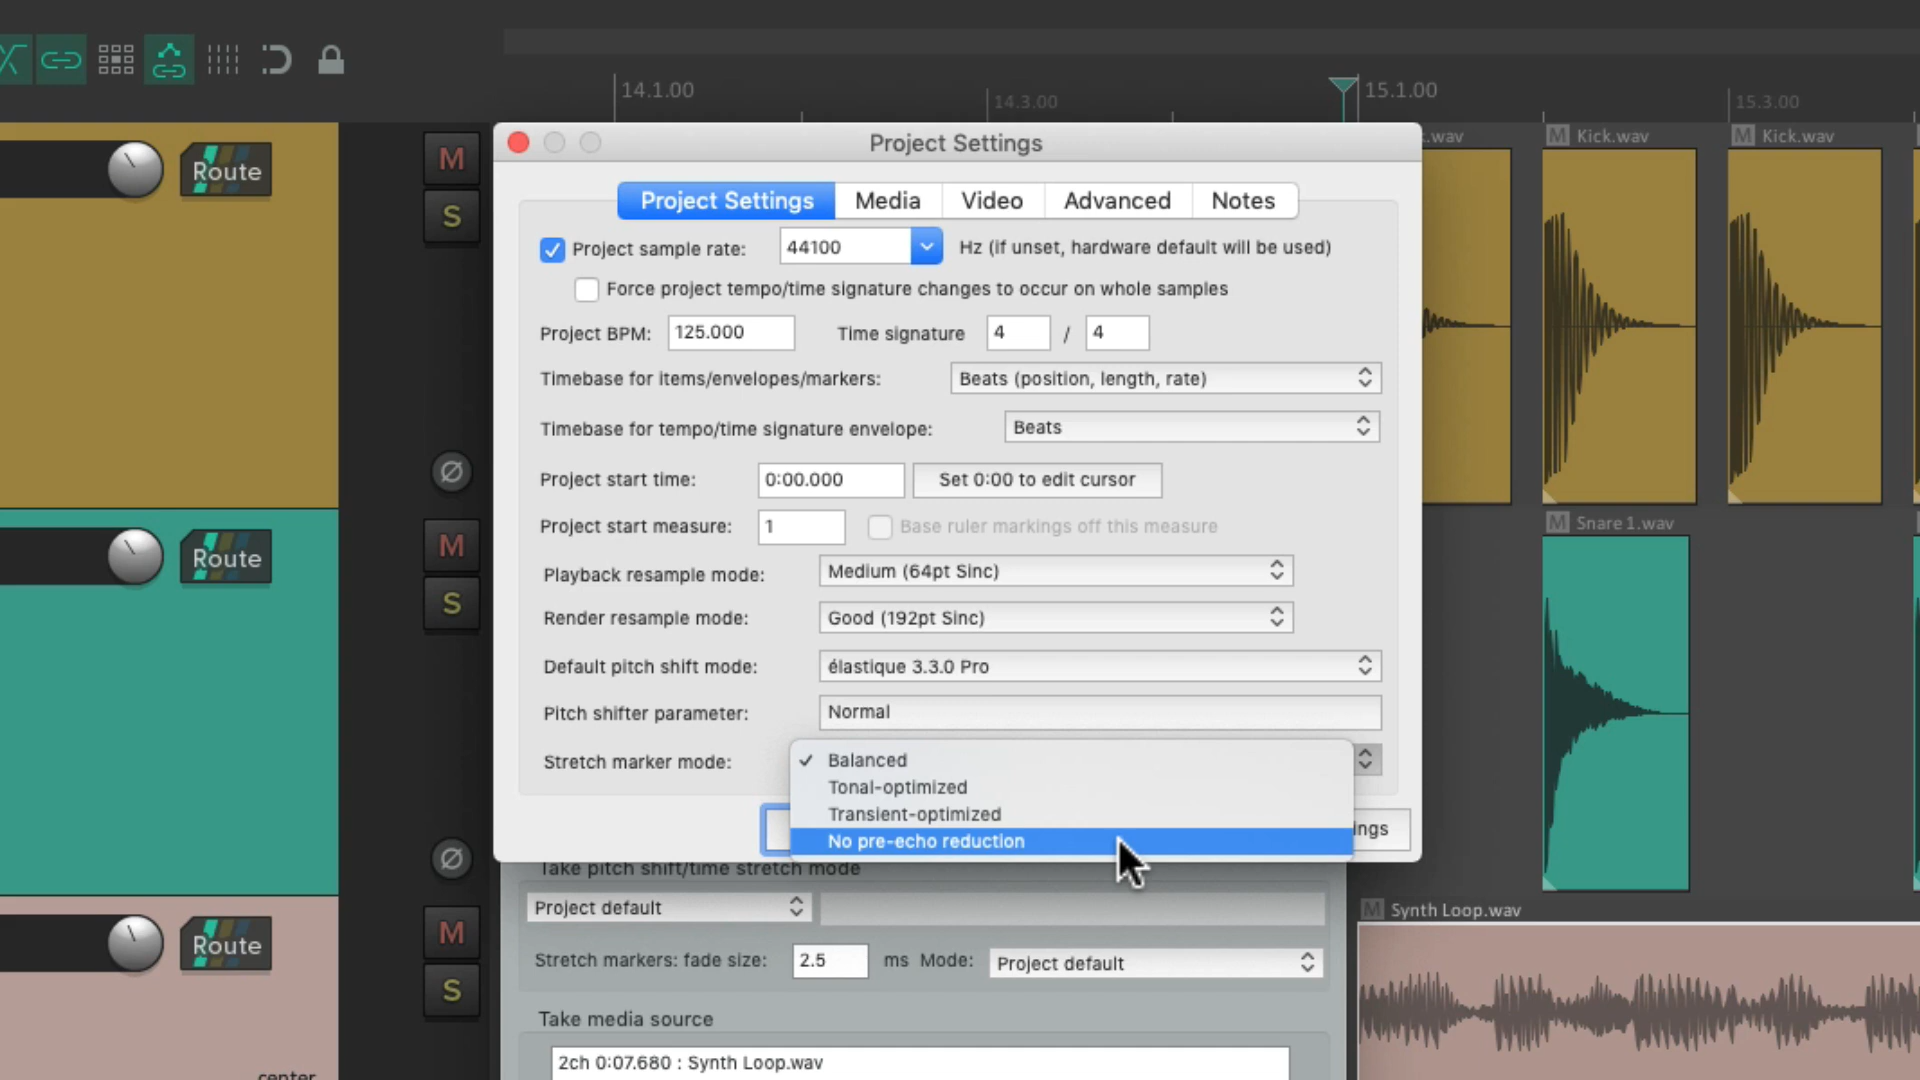 14.1.00
14.3.00
15.1.00
15.3.00
Project Settings
.wav
M Kick.wav
M Kick.wav
Route
M
S
Project Settings Media Video Advanced Notes
Project sample rate: 44100 Hz (if unset, hardware default will be used)
Force project tempo/time signature changes to occur on whole samples
Project BPM: 125.000 Time signature 4 / 4
Timebase for items/envelopes/markers: Beats (position, length, rate)
Timebase for tempo/time signature envelope: Beats
Project start time: 0:00.000 Set 0:00 to edit cursor
Project start measure: 1 Base ruler markings off this measure
M Snare 1.wav
Route
M
S
Playback resample mode: Medium (64pt Sinc)
Render resample mode: Good (192pt Sinc)
Default pitch shift mode: élastique 3.3.0 Pro
Pitch shifter parameter: Normal
Stretch marker mode:
Balanced
Tonal-optimized
Transient-optimized
No pre-echo reduction
ings
Take pitch shift/time stretch mode
Project default
M Synth Loop.wav
Route
M
S
Stretch markers: fade size: 2.5 ms Mode: Project default
Take media source
2ch 0:07.680 : Synth Loop.wav
center